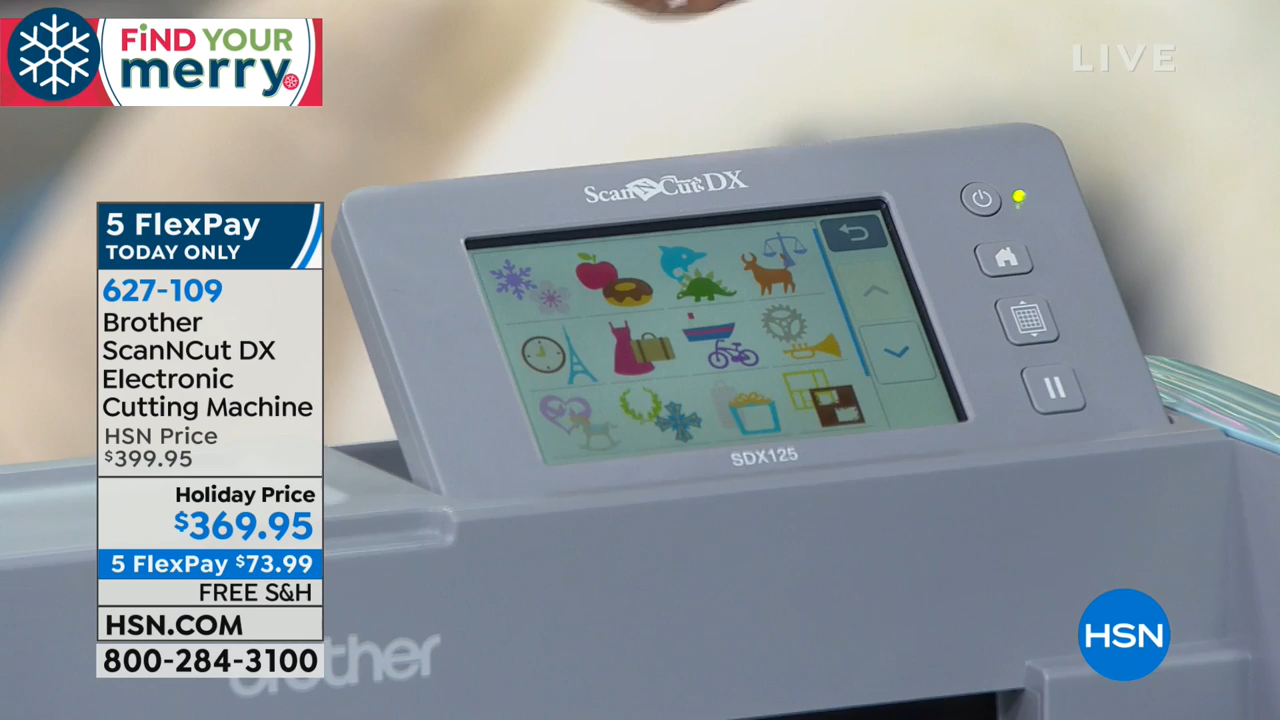 FiND YOUR
merry
LIVE
5 FlexPay
TODAY ONLY
627-109
Brother
ScanNCut DX
Electronic
Cutting Machine
HSN Price
$399.95
Holiday Price
$369.95
5 FlexPay $73.99
FREE S&H
HSN.COM
800-284-3100
ScanNCut DX
SDX125
brother
HSN